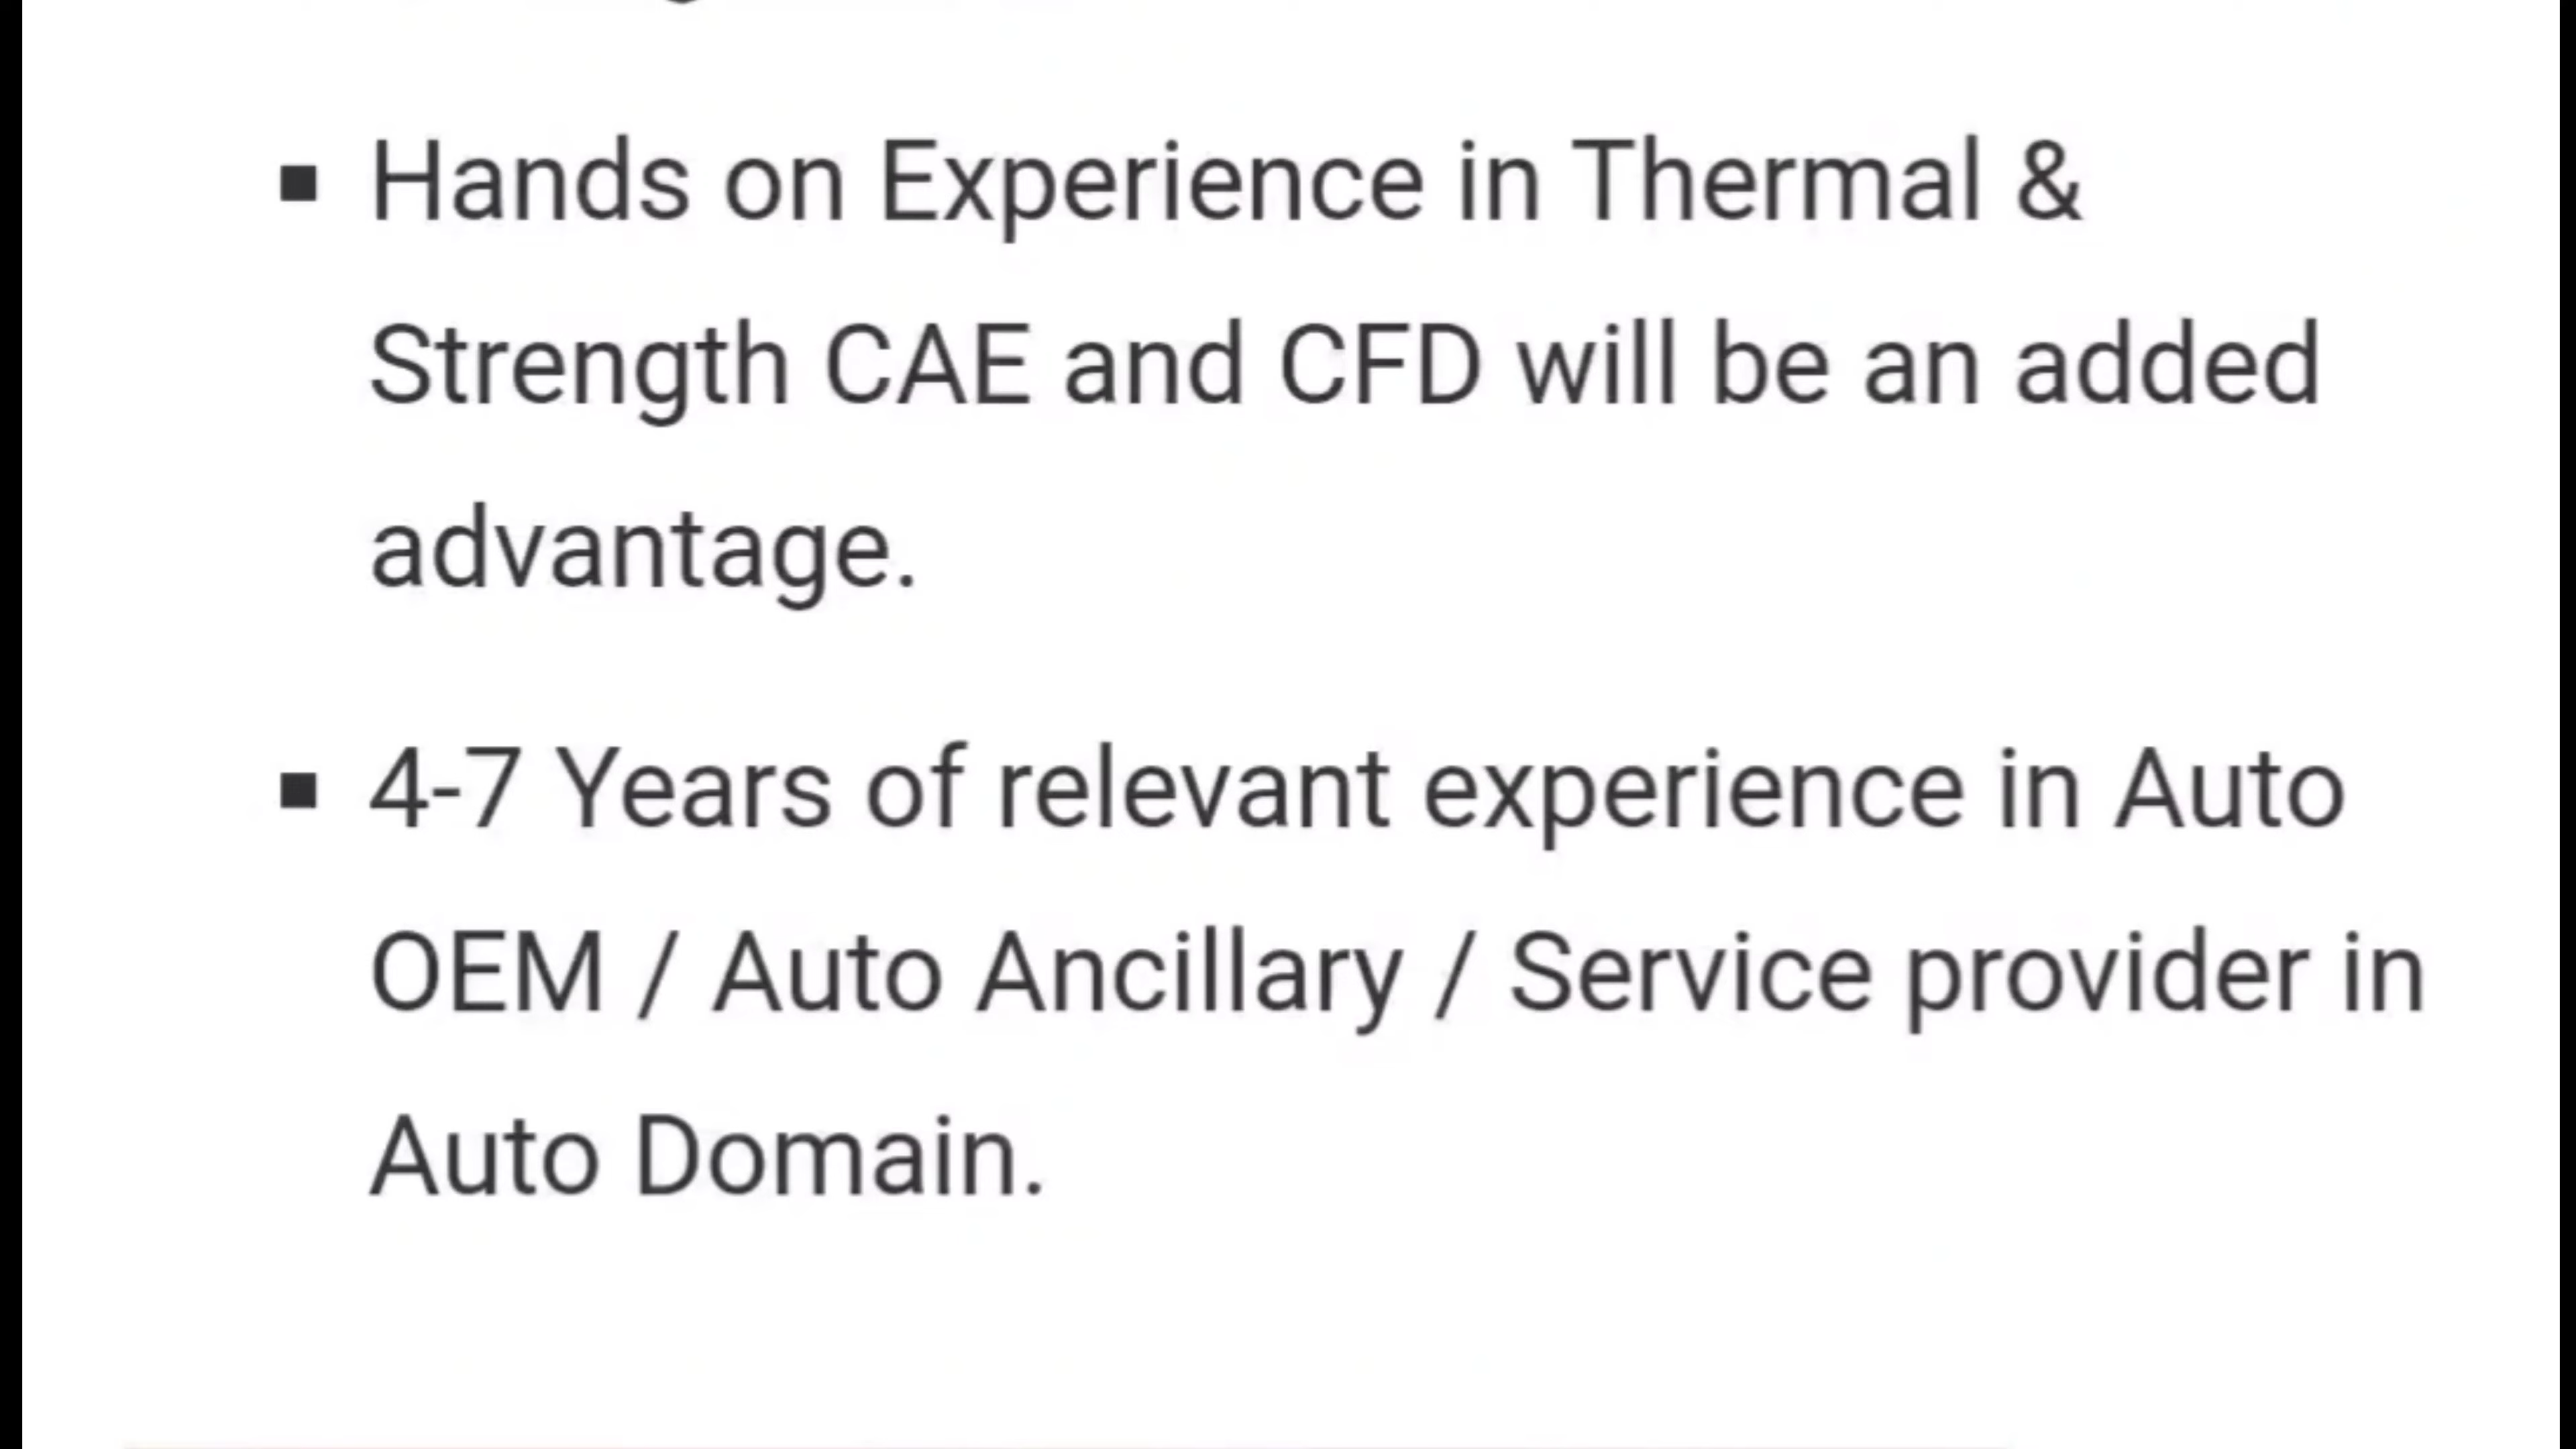 ▪ Hands on Experience in Thermal &
Strength CAE and CFD will be an added
advantage.
▪ 4-7 Years of relevant experience in Auto
OEM / Auto Ancillary / Service provider in
Auto Domain.